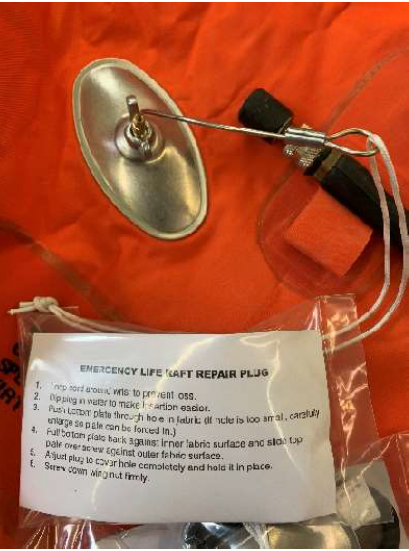 EMERGENCY LIFE RAFT REPAIR PLUG
1. Loop cord around wrist to prevent loss.
2. Dip plug in water to make insertion easier.
3. Push bottom plate through hole in fabric (if hole is too small, carefully
enlarge so plate can be forced in.)
4. Pull bottom plate back against inner fabric surface and slide top
plate over screw against outer fabric surface.
5. Adjust plug to cover hole completely and hold it in place.
6. Screw down wing nut firmly.